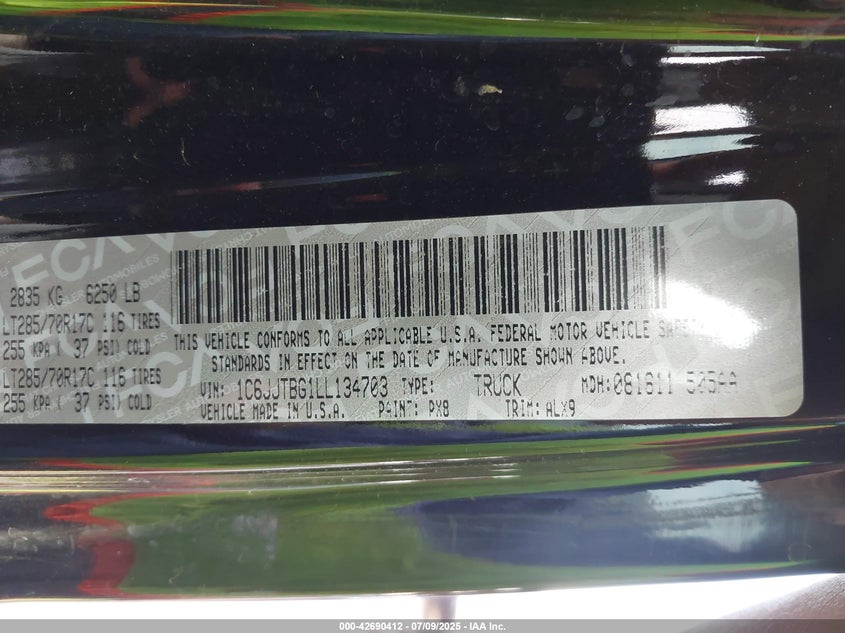 2835 KG 6250 LB
LT285/70R17C 116 TIRES
255 KPA ( 37 PSI) COLD
LT285/70R17C 116 TIRES
255 KPA ( 37 PSI) COLD
THIS VEHICLE CONFORMS TO ALL APPLICABLE U.S.A. FEDERAL MOTOR VEHICLE SAFETY
STANDARDS IN EFFECT ON THE DATE OF MANUFACTURE SHOWN ABOVE.
VIN: 1C6JJTBG1LL134703 TYPE: TRUCK MDH: 081611 505AA
VEHICLE MADE IN U.S.A. PAINT: PX8 TRIM: ALX9
000-42690412 - 07/09/2025 - IAA Inc.